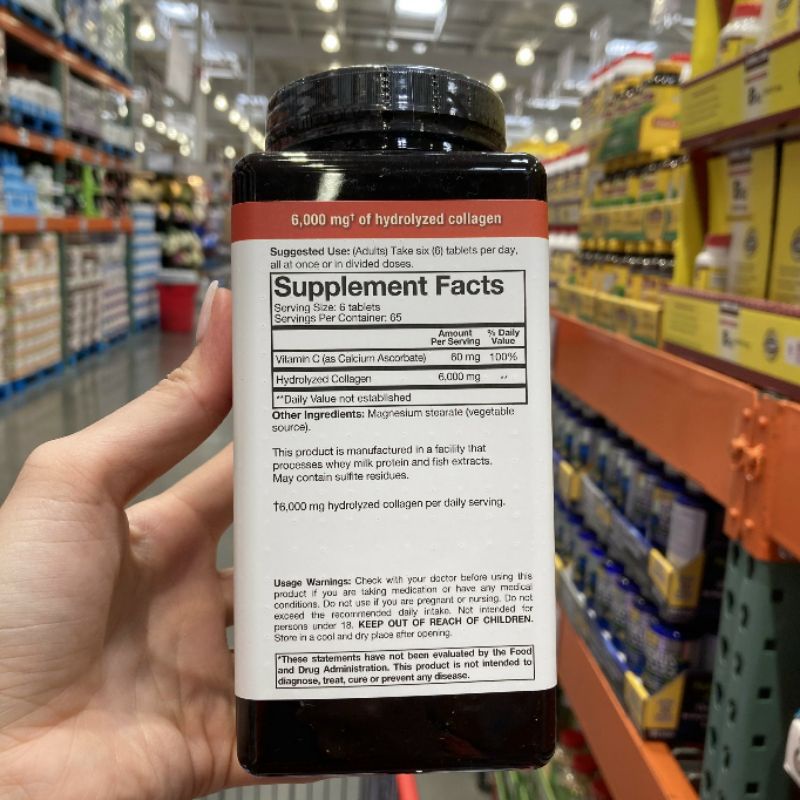 6,000 mg† of hydrolyzed collagen
Suggested Use: (Adults) Take six (6) tablets per day,
all at once or in divided doses.
Supplement Facts
Serving Size: 6 tablets
Servings Per Container: 65
Amount Per Serving % Daily Value
Vitamin C (as Calcium Ascorbate) 60 mg 100%
Hydrolyzed Collagen 6,000 mg **
**Daily Value not established
Other Ingredients: Magnesium stearate (vegetable
source).
This product is manufactured in a facility that
processes whey milk protein and fish extracts.
May contain sulfite residues.
†6,000 mg hydrolyzed collagen per daily serving.
Usage Warnings: Check with your doctor before using this
product if you are taking medication or have any medical
conditions. Do not use if you are pregnant or nursing. Do not
exceed the recommended daily intake. Not intended for
persons under 18. KEEP OUT OF REACH OF CHILDREN.
Store in a cool and dry place after opening.
*These statements have not been evaluated by the Food
and Drug Administration. This product is not intended to
diagnose, treat, cure or prevent any disease.